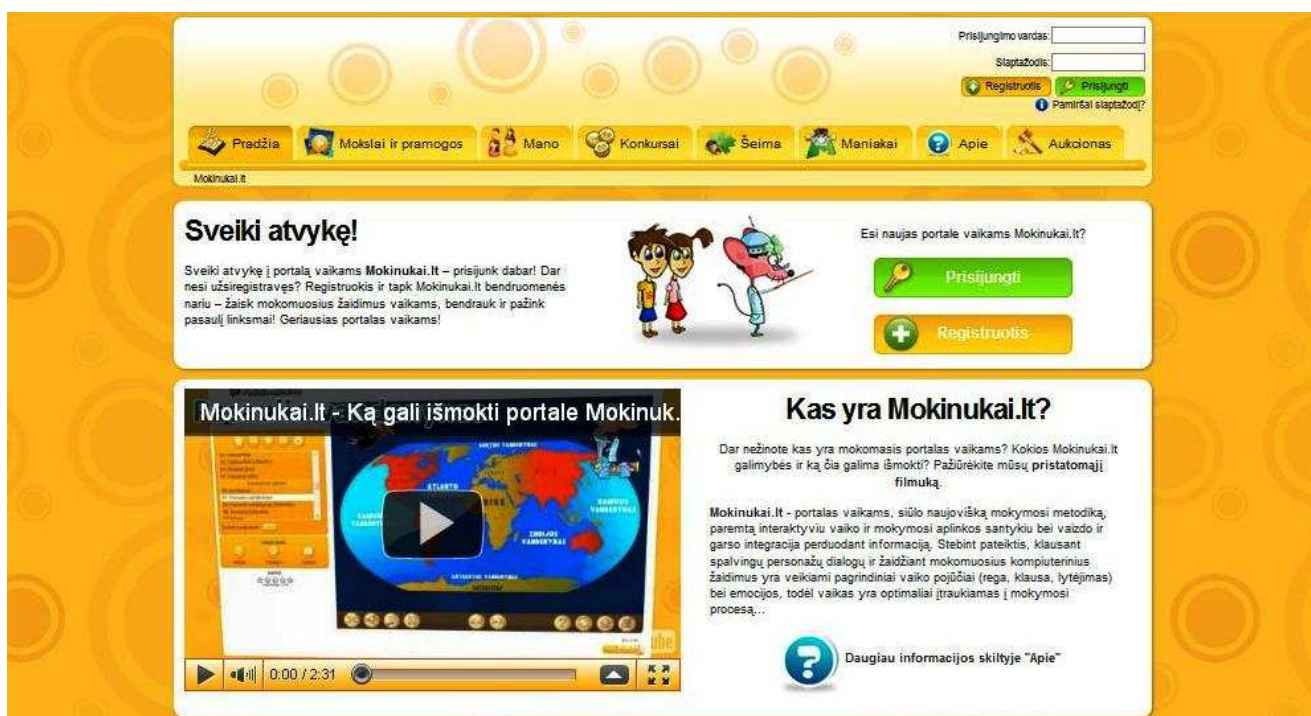 Prisijungimo vardas:
Slaptažodis:
Registruotis Prisijungti
Pamiršai slaptažodį?
Pradžia Mokslai ir pramogos Mano Konkursai Šeima Maniakai Apie Aukcionas
Mokinukai.lt
Sveiki atvykę!
Sveiki atvykę į portalą vaikams Mokinukai.lt – prisijunk dabar! Dar
nesi užsiregistravęs? Registruokis ir tapk Mokinukai.lt bendruomenės
nariu – žaisk mokomuosius žaidimus vaikams, bendrauk ir pažink
pasaulį linksmai! Geriausias portalas vaikams!
Esi naujas portale vaikams Mokinukai.lt?
Prisijungti
Registruotis
Mokinukai.lt - Ką gali išmokti portale Mokinuk.
ATLANTO
VANDENYNAS
RAMUSIS
VANDENYNAS
INDIJOS
VANDENYNAS
0:00 / 2:31
Kas yra Mokinukai.lt?
Dar nežinote kas yra mokomasis portalas vaikams? Kokios Mokinukai.lt
galimybės ir ką čia galima išmokti? Pažiūrėkite mūsų pristatomąjį
filmuką.
Mokinukai.lt - portalas vaikams, siūlo naujovišką mokymosi metodiką,
paremtą interaktyviu vaiko ir mokymosi aplinkos santykiu bei vaizdo ir
garso integracija perduodant informaciją. Stebint pateiktis, klausant
spalvingų personažų dialogų ir žaidžiant mokomuosius kompiuterinius
žaidimus yra veikiami pagrindiniai vaiko pojūčiai (rega, klausa, lytėjimas)
bei emocijos, todėl vaikas yra optimaliai įtraukiamas į mokymosi
procesą...
Daugiau informacijos skiltyje "Apie"